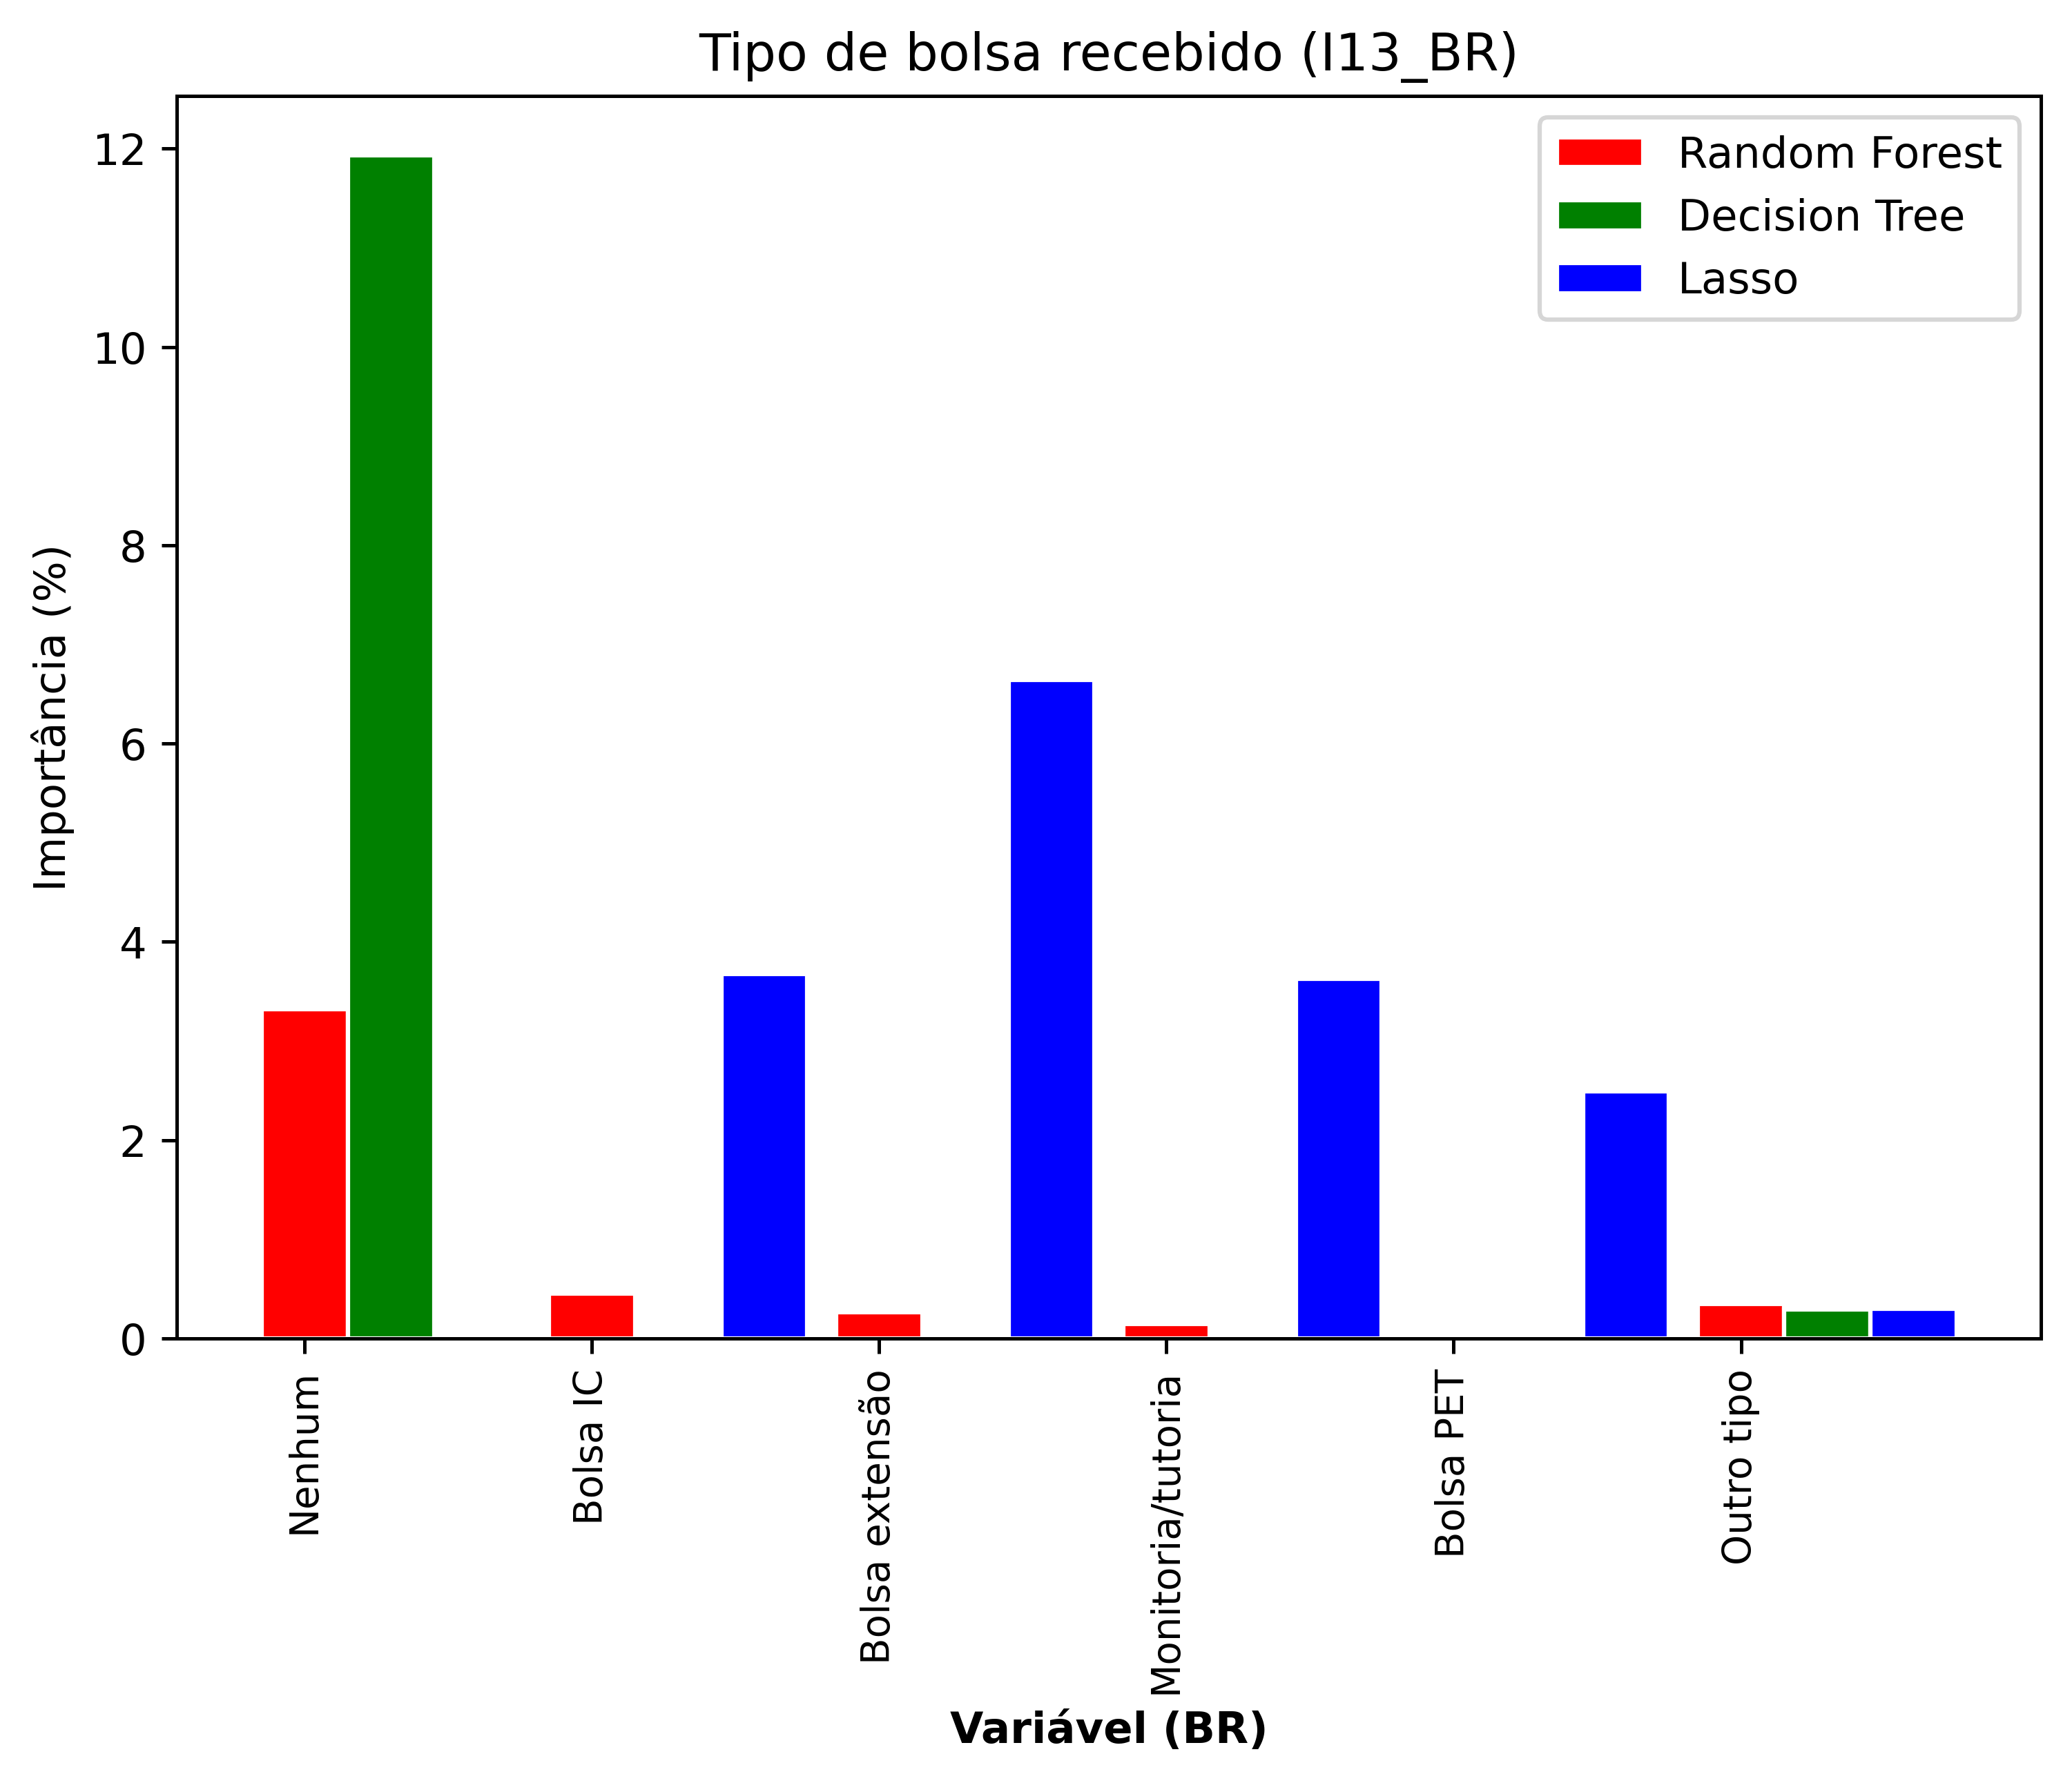 Tipo de bolsa recebido (I13_BR)
Random Forest
Decision Tree
Lasso
Importância (%)
12
10
8
6
4
2
0
Nenhum
Bolsa IC
Bolsa extensão
Monitoria/tutoria
Bolsa PET
Outro tipo
Variável (BR)